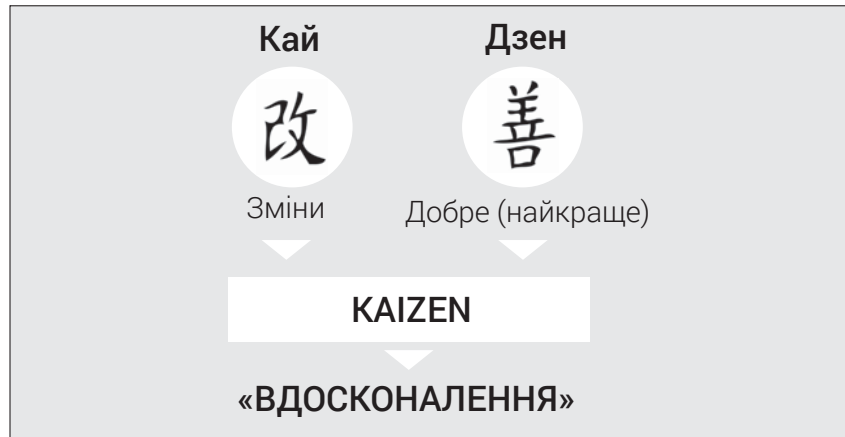 Кай Дзен
改 善
Зміни Добре (найкраще)
KAIZEN
«ВДОСКОНАЛЕННЯ»